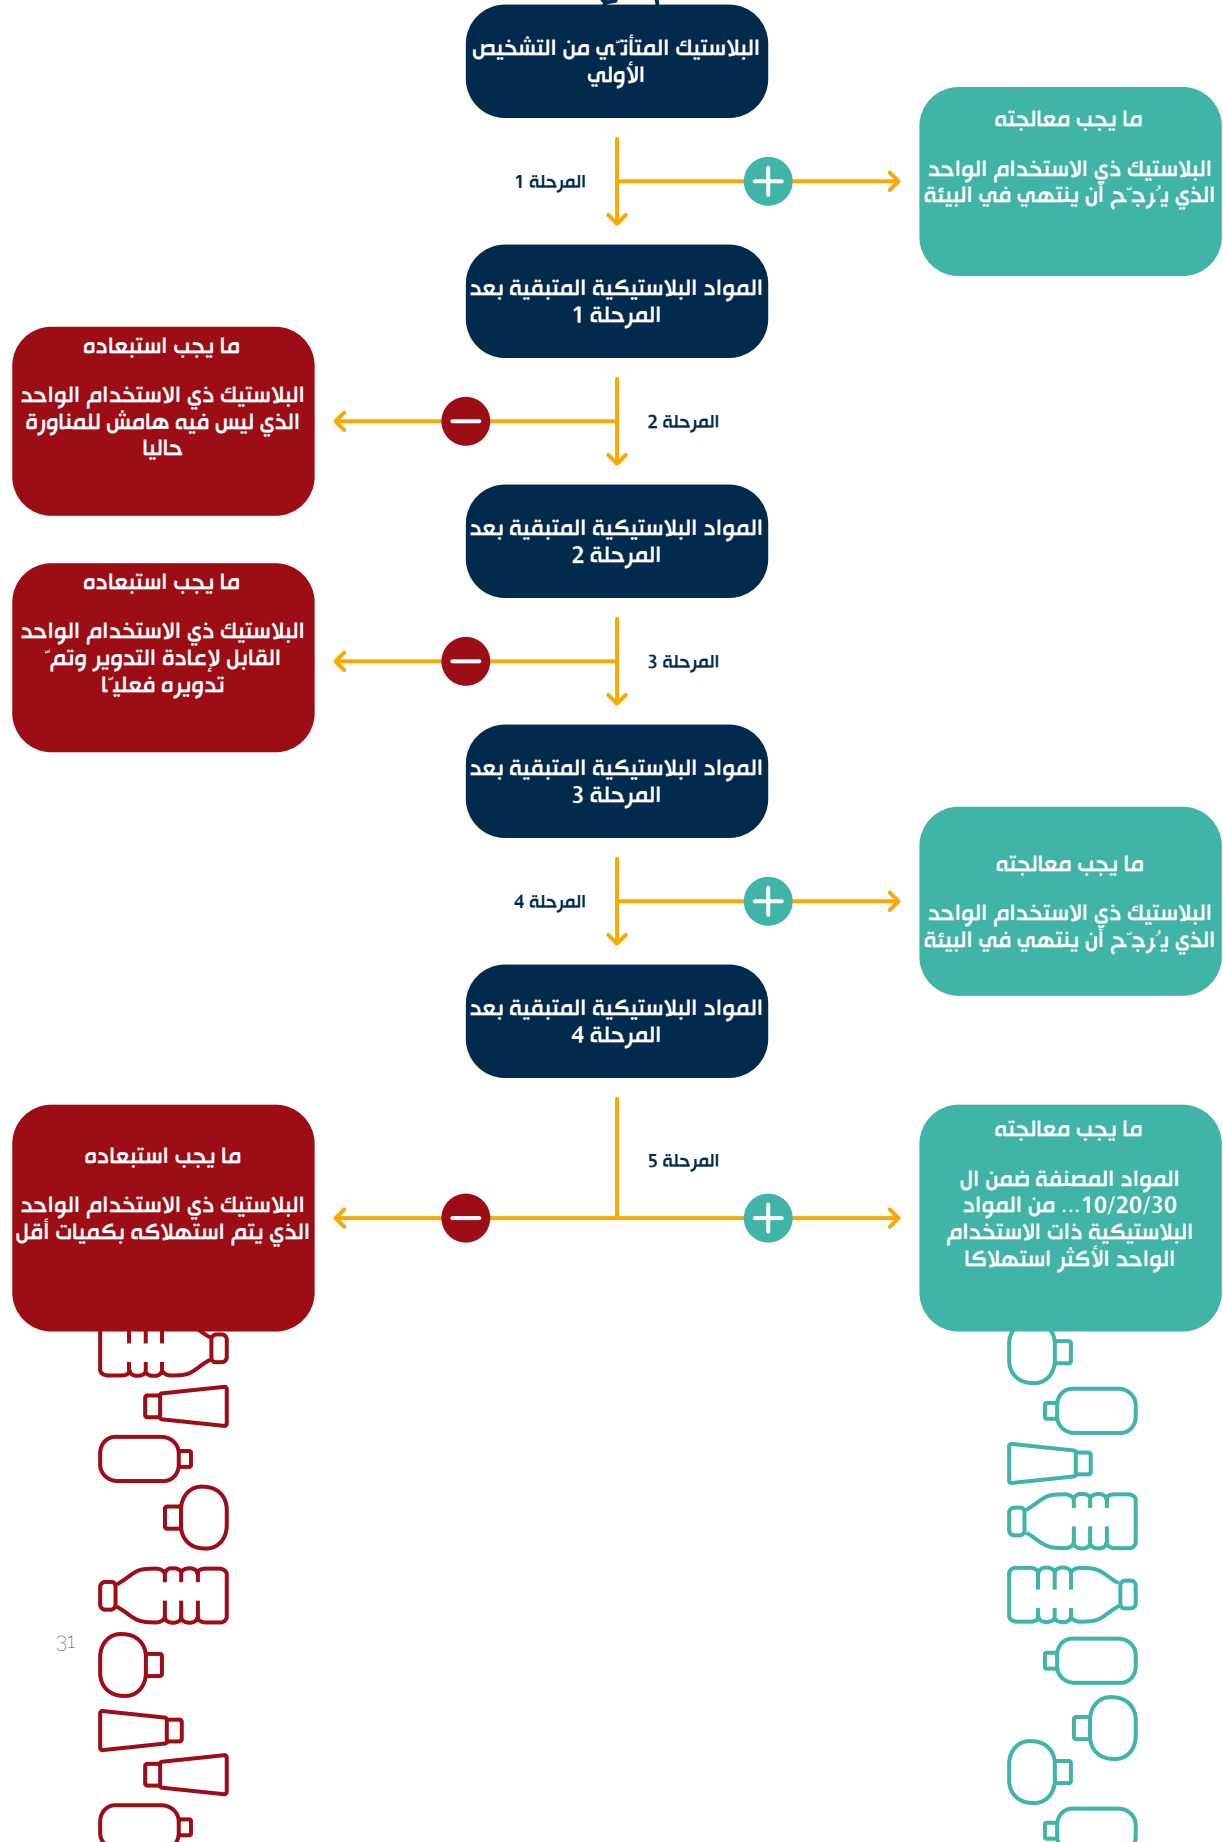 البلاستيك المتأتّي من التشخيص
الأولي
ما يجب معالجته
البلاستيك ذي الاستخدام الواحد
الذي يُرجّح أن ينتهي في البيئة
المرحلة 1
المواد البلاستيكية المتبقية بعد
المرحلة 1
ما يجب استبعاده
البلاستيك ذي الاستخدام الواحد
الذي ليس فيه هامش للمناورة
حاليا
المرحلة 2
المواد البلاستيكية المتبقية بعد
المرحلة 2
ما يجب استبعاده
البلاستيك ذي الاستخدام الواحد
القابل لإعادة التدوير وتمّ
تدويره فعليّا
المرحلة 3
المواد البلاستيكية المتبقية بعد
المرحلة 3
ما يجب معالجته
البلاستيك ذي الاستخدام الواحد
الذي يُرجّح أن ينتهي في البيئة
المرحلة 4
المواد البلاستيكية المتبقية بعد
المرحلة 4
المرحلة 5
ما يجب معالجته
المواد المصنفة ضمن ال
10/20/30... من المواد
البلاستيكية ذات الاستخدام
الواحد الأكثر استهلاكا
ما يجب استبعاده
البلاستيك ذي الاستخدام الواحد
الذي يتم استهلاكه بكميات أقل
31